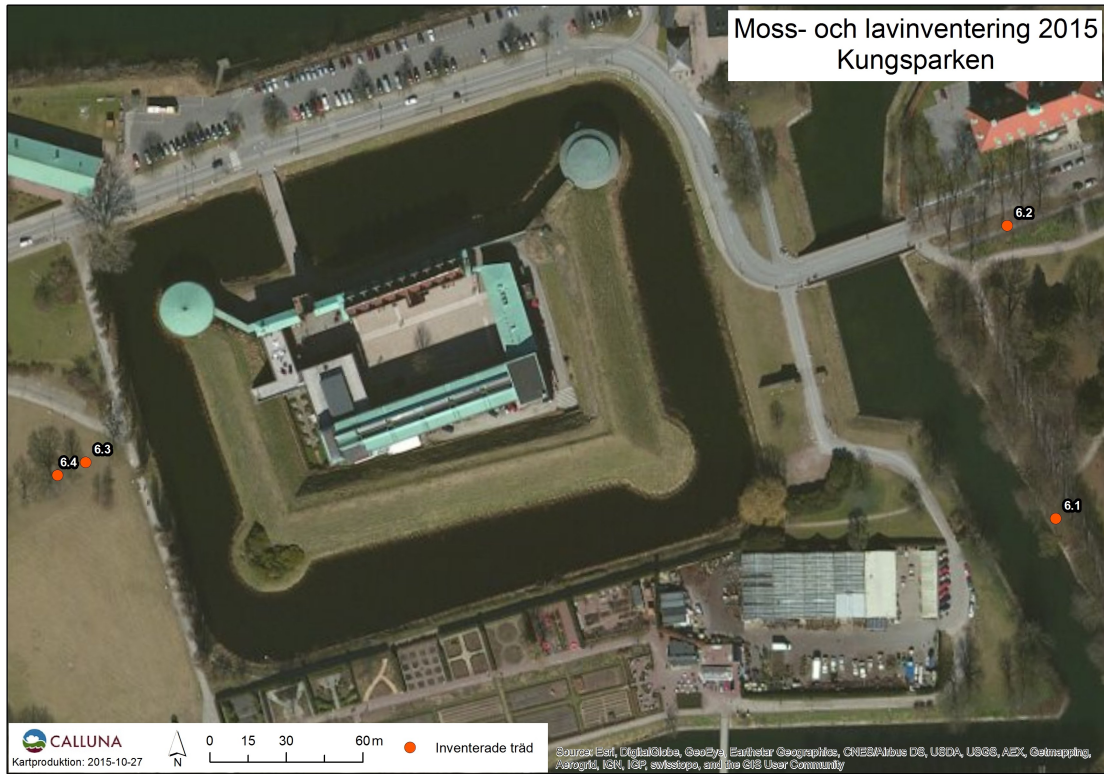 Moss- och lavinventering 2015
Kungsparken
6.2
6.3
6.4
6.1
CALLUNA
Kartproduktion: 2015-10-27
N
0 15 30 60 m
Inventerade träd
Source: Esri, DigitalGlobe, GeoEye, Earthstar Geographics, CNES/Airbus DS, USDA, USGS, AEX, Getmapping,
Aerogrid, IGN, IGP, swisstopo, and the GIS User Community